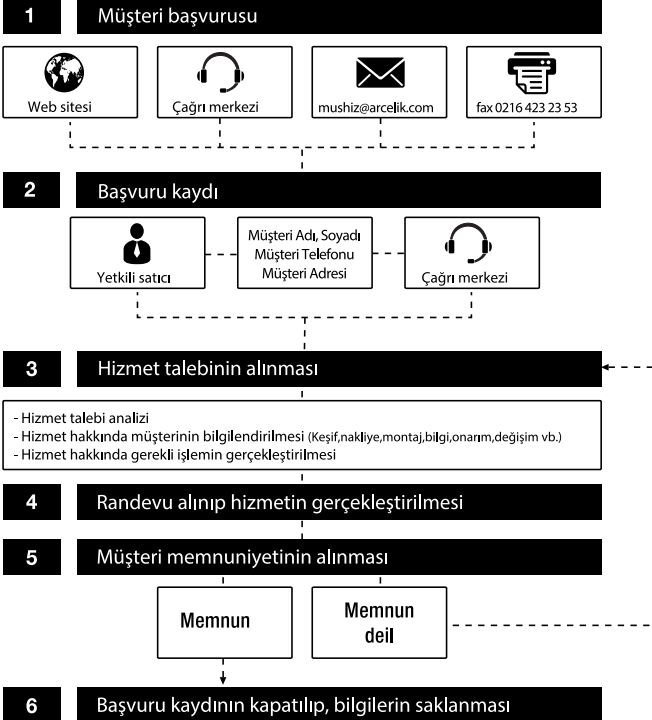 1 Müşteri başvurusu
Web sitesi
Çağrı merkezi
mushiz@arcelik.com
fax 0216 423 23 53
2 Başvuru kaydı
Yetkili satıcı
Müşteri Adı, Soyadı
Müşteri Telefonu
Müşteri Adresi
Çağrı merkezi
3 Hizmet talebinin alınması
- Hizmet talebi analizi
- Hizmet hakkında müşterinin bilgilendirilmesi (Keşif,nakliye,montaj,bilgi,onarım,değişim vb.)
- Hizmet hakkında gerekli işlemin gerçekleştirilmesi
4 Randevu alınıp hizmetin gerçekleştirilmesi
5 Müşteri memnuniyetinin alınması
Memnun
Memnun
deil
6 Başvuru kaydının kapatılıp, bilgilerin saklanması